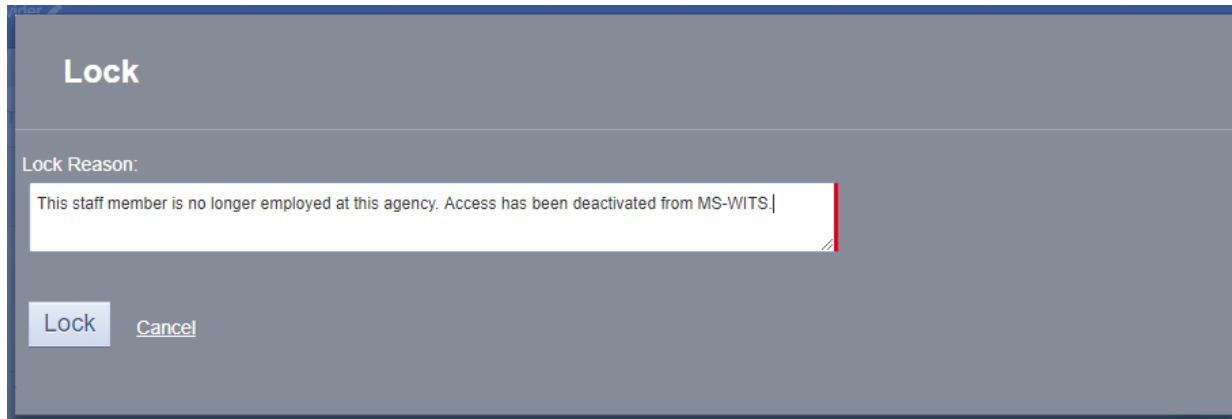 Lock
Lock Reason:
This staff member is no longer employed at this agency. Access has been deactivated from MS-WITS.
Lock Cancel